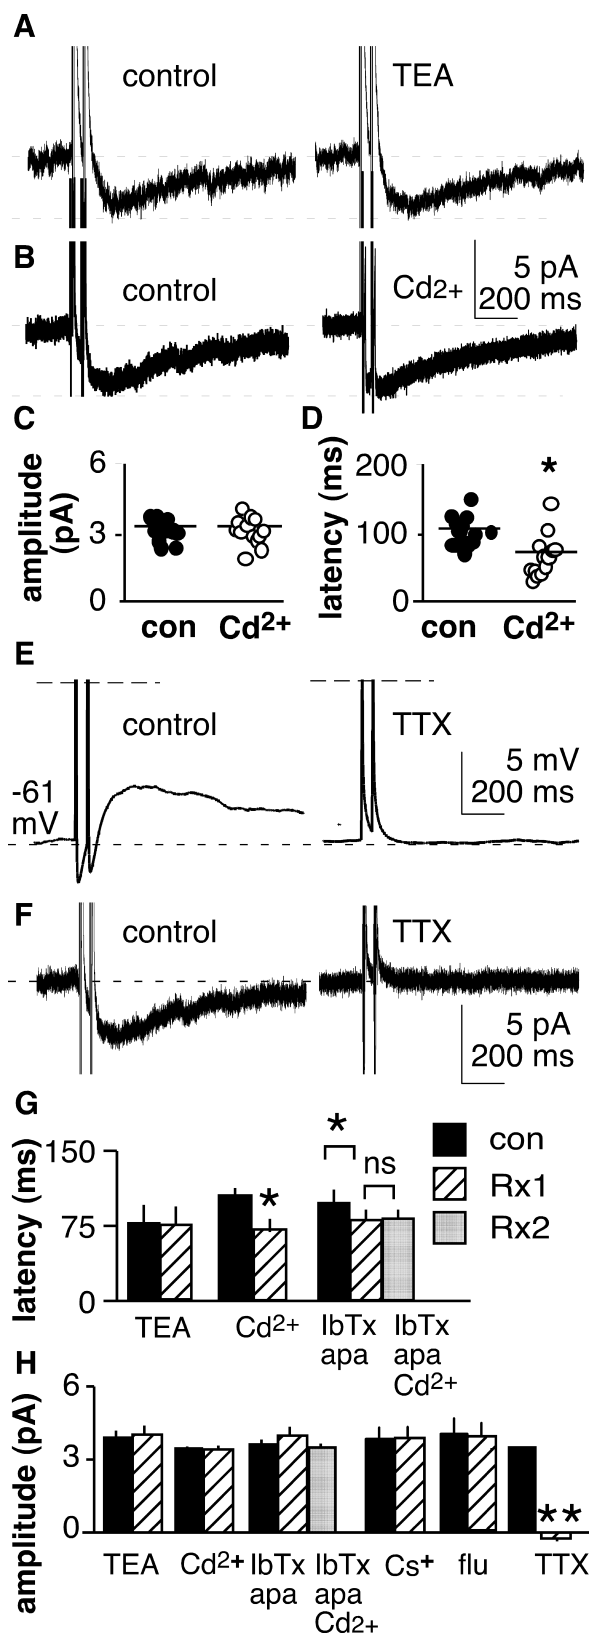 A
control TEA
B
control Cd2+ 5 pA
200 ms
C D
amplitude (pA)
6
3
0
con Cd2+
latency (ms)
200
100
0
*
con Cd2+
E
control TTX
-61
mV
5 mV
200 ms
F
control TTX
5 pA
200 ms
G
latency (ms)
150
75
0
*
*
ns
con
Rx1
Rx2
TEA Cd2+ IbTx IbTx
apa apa
Cd2+
H
amplitude (pA)
6
3
0
**
TEA Cd2+ IbTx IbTx Cs+ flu TTX
apa apa
Cd2+